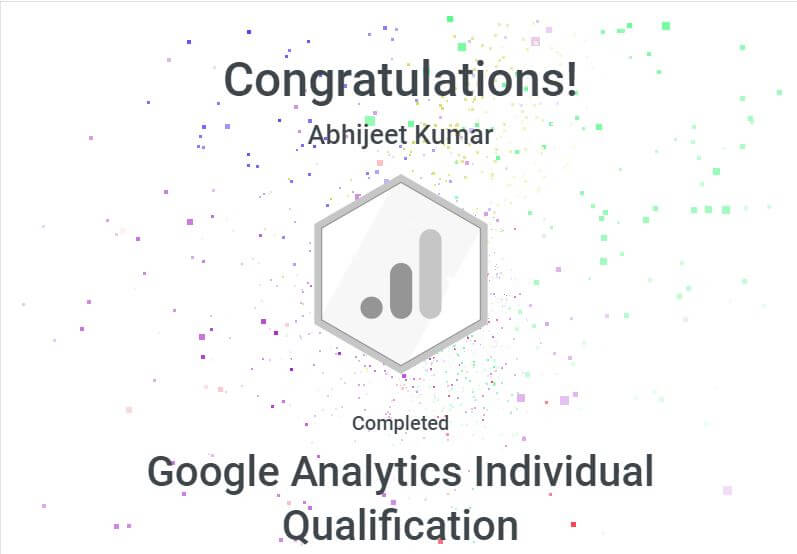 Congratulations!
Abhijeet Kumar
Completed
Google Analytics Individual
Qualification